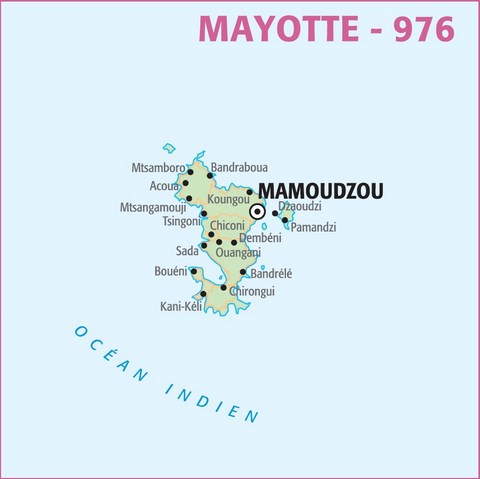 MAYOTTE - 976
Mtsamboro
Bandraboua
Acoua
Koungou
MAMOUDZOU
Mtsangamouji
Dzaoudzi
Tsingoni
Chiconi
Pamandzi
Dembéni
Sada
Ouangani
Bouéni
Bandrélé
Chirongui
Kani-Kéli
OCÉAN INDIEN